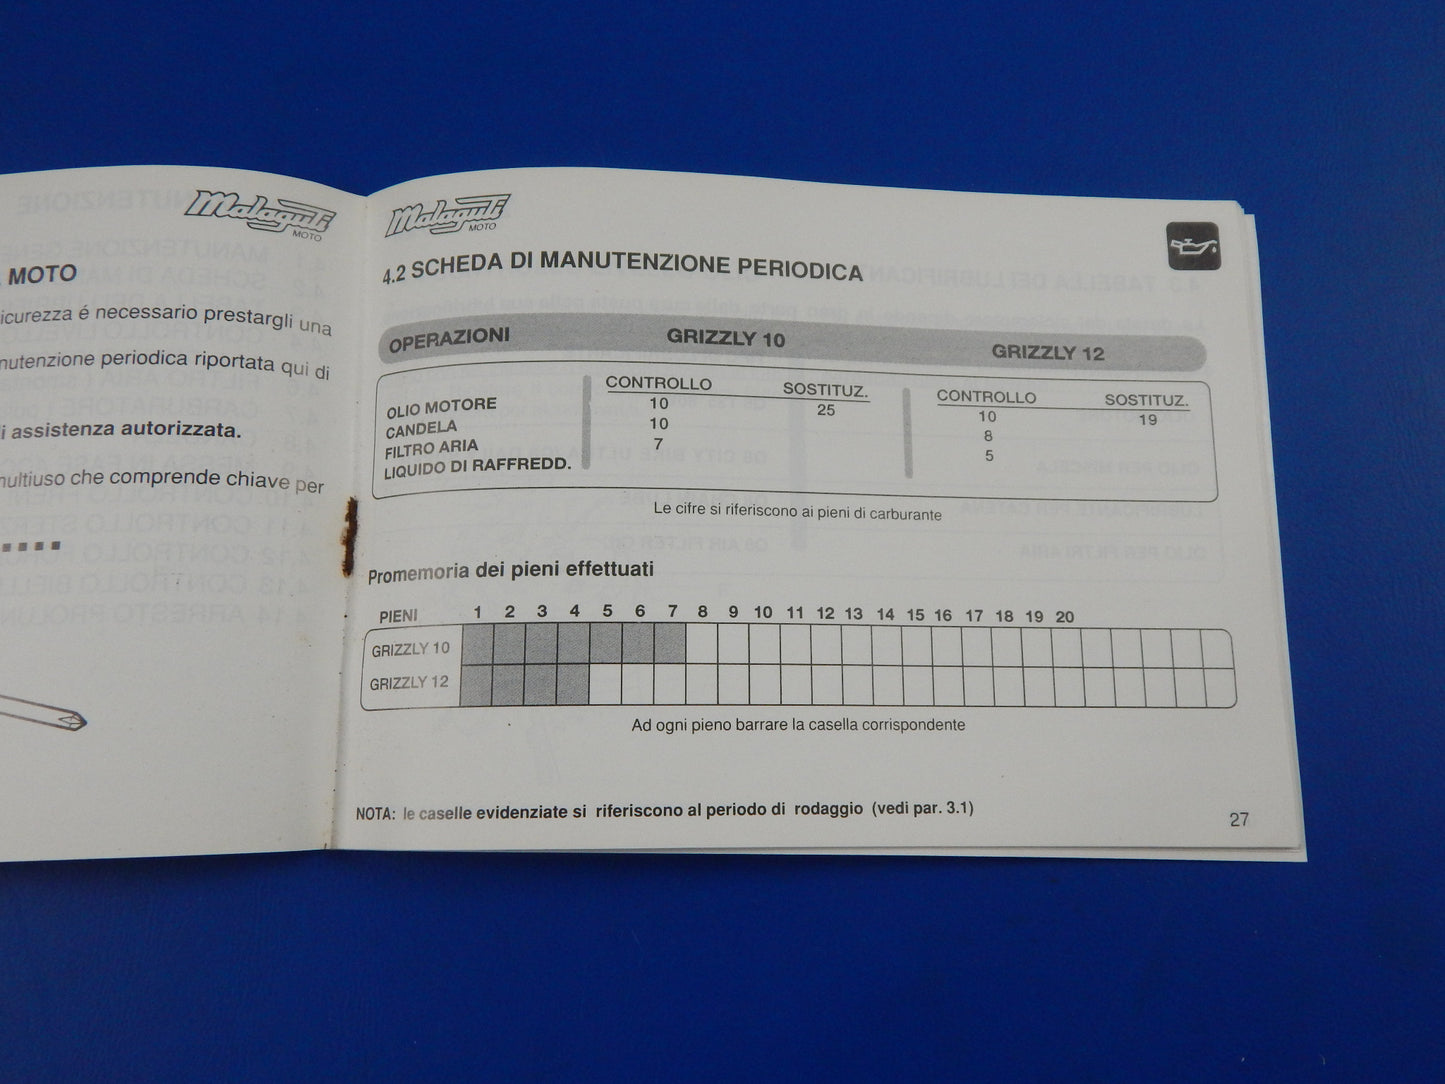 Malaguti
MOTO
MOTO
icurezza é necessario prestargli una
nutenzione periodica riportata qui di
i assistenza autorizzata.
nultiuso che comprende chiave per
Malaguti
MOTO
4.2 SCHEDA DI MANUTENZIONE PERIODICA
OPERAZIONI GRIZZLY 10 GRIZZLY 12
CONTROLLO SOSTITUZ. CONTROLLO SOSTITUZ.
OLIO MOTORE 10 25 10 19
CANDELA 10 8
FILTRO ARIA 7 5
LIQUIDO DI RAFFREDD.
Le cifre si riferiscono ai pieni di carburante
Promemoria dei pieni effettuati
PIENI 1 2 3 4 5 6 7 8 9 10 11 12 13 14 15 16 17 18 19 20
GRIZZLY 10
GRIZZLY 12
Ad ogni pieno barrare la casella corrispondente
NOTA: le caselle evidenziate si riferiscono al periodo di rodaggio (vedi par. 3.1)
27